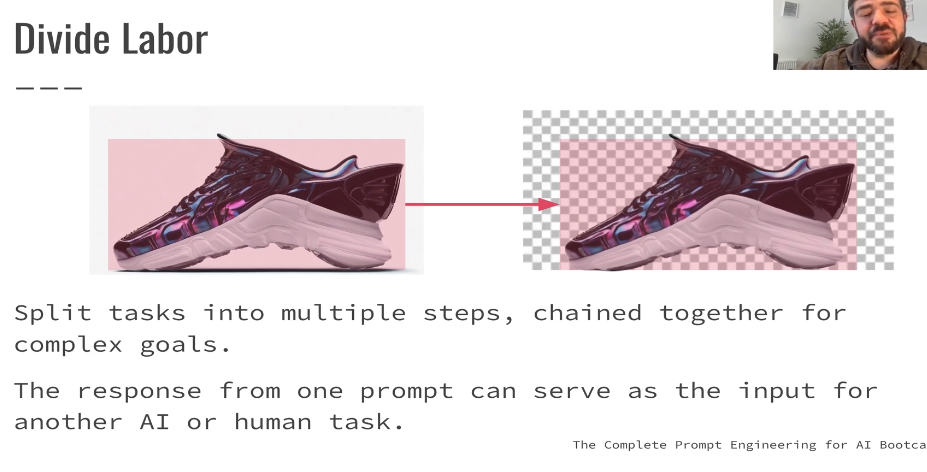 Divide Labor
Split tasks into multiple steps, chained together for
complex goals.
The response from one prompt can serve as the input for
another AI or human task.
The Complete Prompt Engineering for AI Bootca